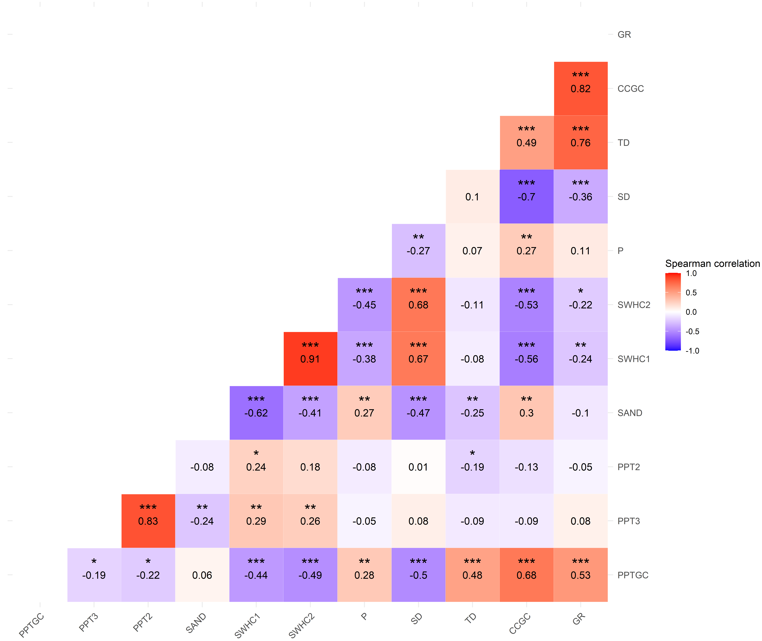 GR
***
0.82
CCGC
*** ***
0.49 0.76
TD
*** ***
0.1 -0.7 -0.36
SD
** **
-0.27 0.07 0.27 0.11
P
*** *** *** *
-0.45 0.68 -0.11 -0.53 -0.22
SWHC2
*** *** *** *** **
0.91 -0.38 0.67 -0.08 -0.56 -0.24
SWHC1
*** *** ** *** ** **
-0.62 -0.41 0.27 -0.47 -0.25 0.3 -0.1
SAND
* *
-0.08 0.24 0.18 -0.08 0.01 -0.19 -0.13 -0.05
PPT2
*** ** ** **
0.83 -0.24 0.29 0.26 -0.05 0.08 -0.09 -0.09 0.08
PPT3
* * *** *** ** *** *** *** ***
-0.19 -0.22 0.06 -0.44 -0.49 0.28 -0.5 0.48 0.68 0.53
PPTGC
PPTGC PPT3 PPT2 SAND SWHC1 SWHC2 P SD TD CCGC GR
Spearman correlation
1.0
0.5
0.0
-0.5
-1.0